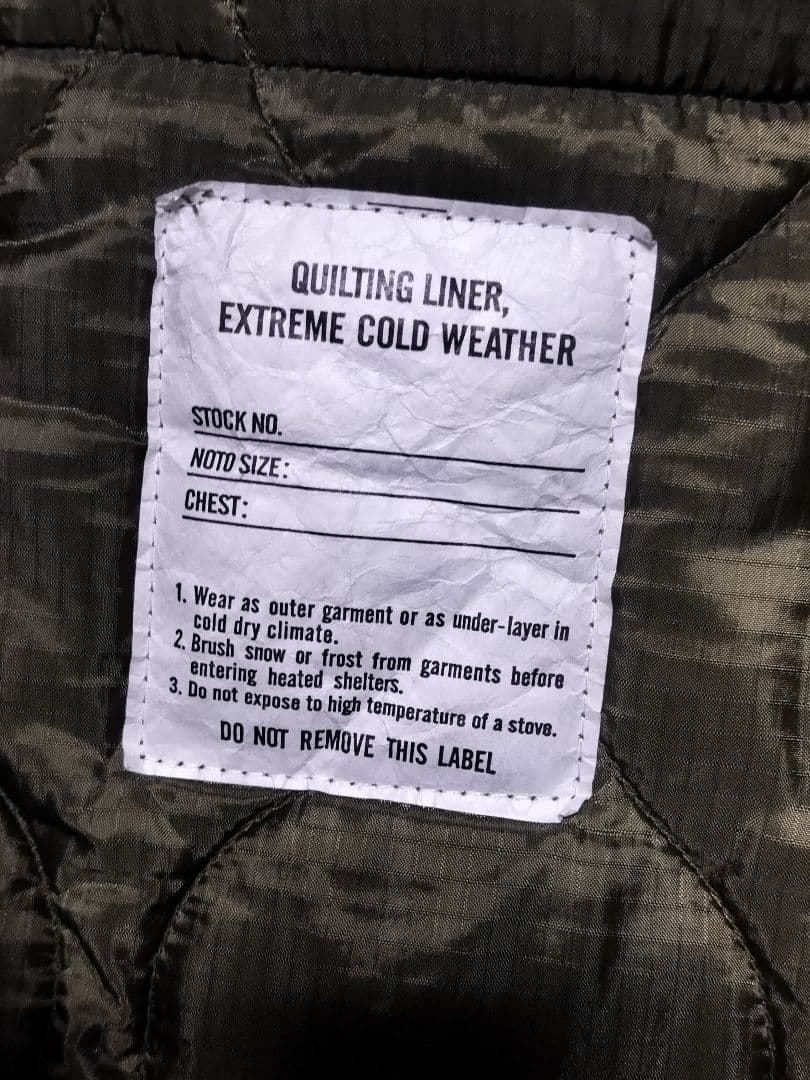 QUILTING LINER,
EXTREME COLD WEATHER
STOCK NO.
NOTO SIZE:
CHEST:
1. Wear as outer garment or as under-layer in
cold dry climate.
2. Brush snow or frost from garments before
entering heated shelters.
3. Do not expose to high temperature of a stove.
DO NOT REMOVE THIS LABEL